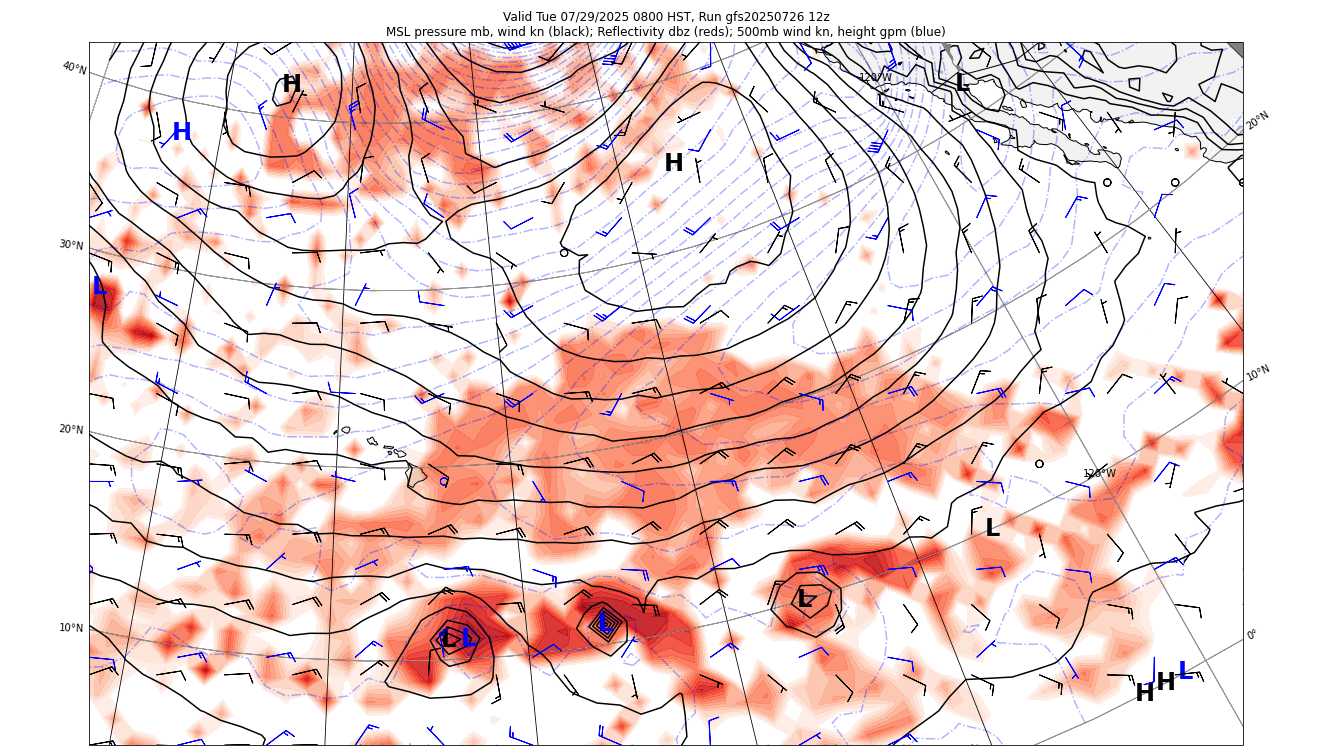 Valid Tue 07/29/2025 0800 HST, Run gfs20250726 12z
MSL pressure mb, wind kn (black); Reflectivity dbz (reds); 500mb wind kn, height gpm (blue)
40°N
H
120°W
L
20°N
H
H
30°N
L
10°N
20°N
120°W
L
L
L
10°N
L
L
0°
L
H
H